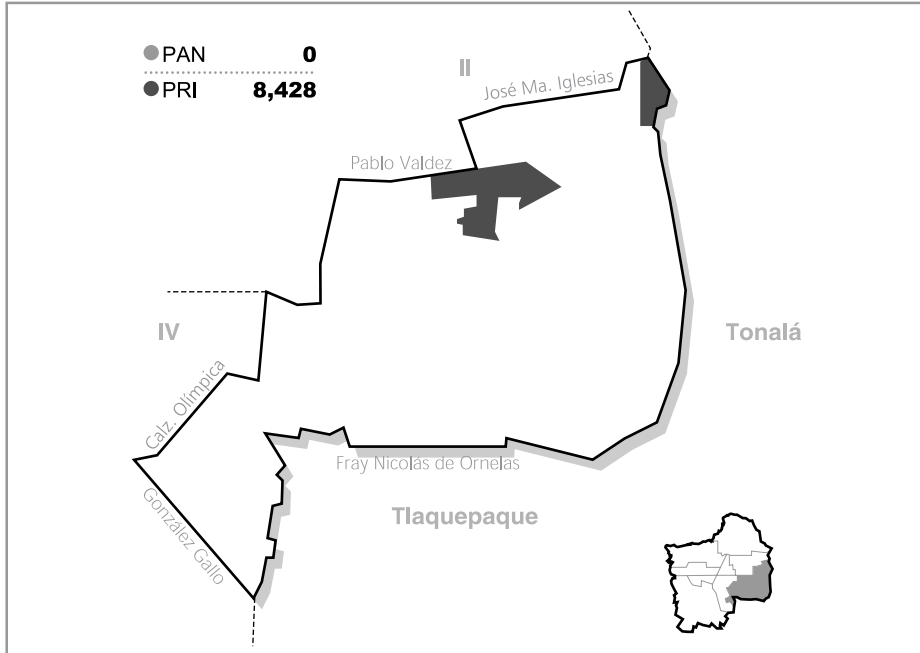 PAN 0
PRI 8,428
II
José Ma. Iglesias
Pablo Valdez
IV
Tonalá
Calz. Olímpica
Fray Nicolás de Ornelas
González Gallo
Tlaquepaque